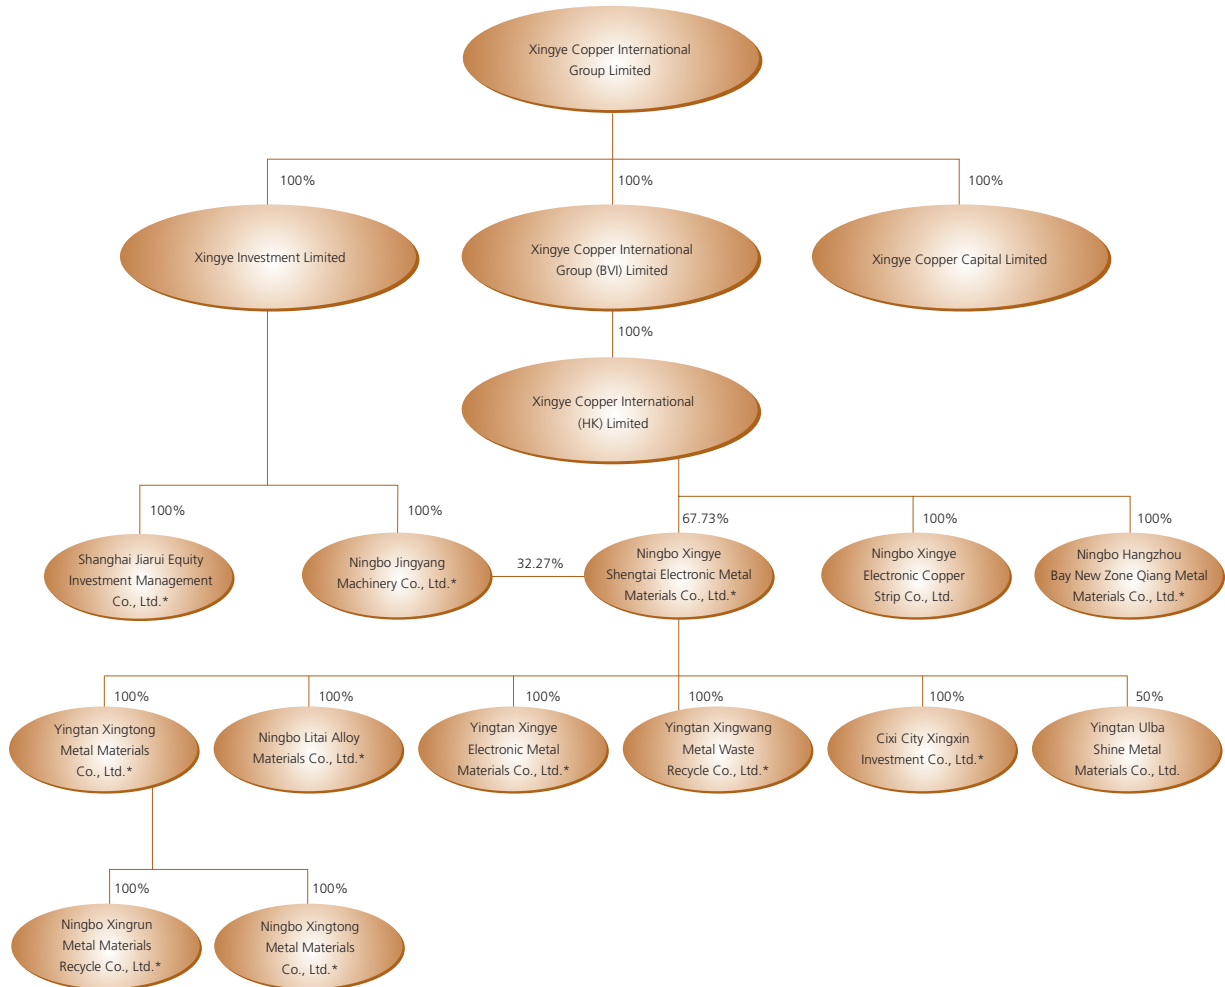 Xingye Copper International
Group Limited
100%
100%
100%
Xingye Investment Limited
Xingye Copper International
Group (BVI) Limited
Xingye Copper Capital Limited
100%
Xingye Copper International
(HK) Limited
100%
100%
67.73%
100%
100%
Shanghai Jiarui Equity
Investment Management
Co., Ltd.*
Ningbo Jingyang
Machinery Co., Ltd.*
32.27%
Ningbo Xingye
Shengtai Electronic Metal
Materials Co., Ltd.*
Ningbo Xingye
Electronic Copper
Strip Co., Ltd.
Ningbo Hangzhou
Bay New Zone Qiang Metal
Materials Co., Ltd.*
100%
100%
100%
100%
100%
50%
Yingtan Xingtong
Metal Materials
Co., Ltd.*
Ningbo Litai Alloy
Materials Co., Ltd.*
Yingtan Xingye
Electronic Metal
Materials Co., Ltd.*
Yingtan Xingwang
Metal Waste
Recycle Co., Ltd.*
Cixi City Xingxin
Investment Co., Ltd.*
Yingtan Ulba
Shine Metal
Materials Co., Ltd.
100%
100%
Ningbo Xingrun
Metal Materials
Recycle Co., Ltd.*
Ningbo Xingtong
Metal Materials
Co., Ltd.*